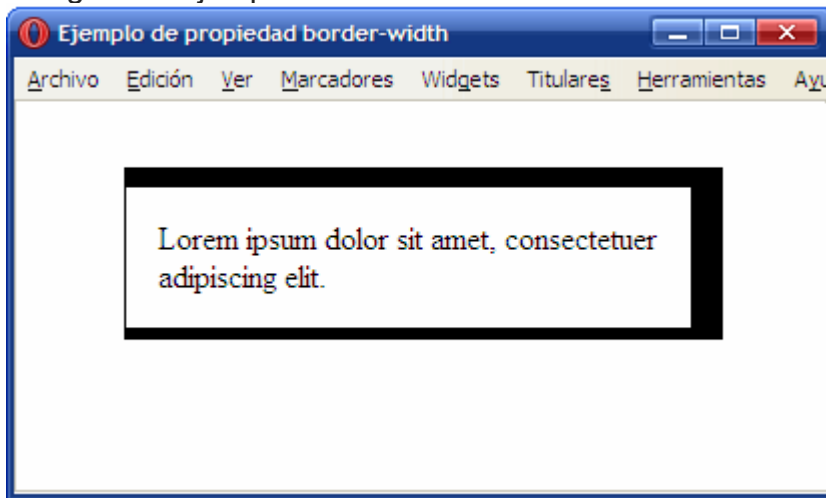 Ejemplo de propiedad border-width
Archivo Edición Ver Marcadores Widgets Titulares Herramientas Ayu
Lorem ipsum dolor sit amet, consectetuer
adipiscing elit.